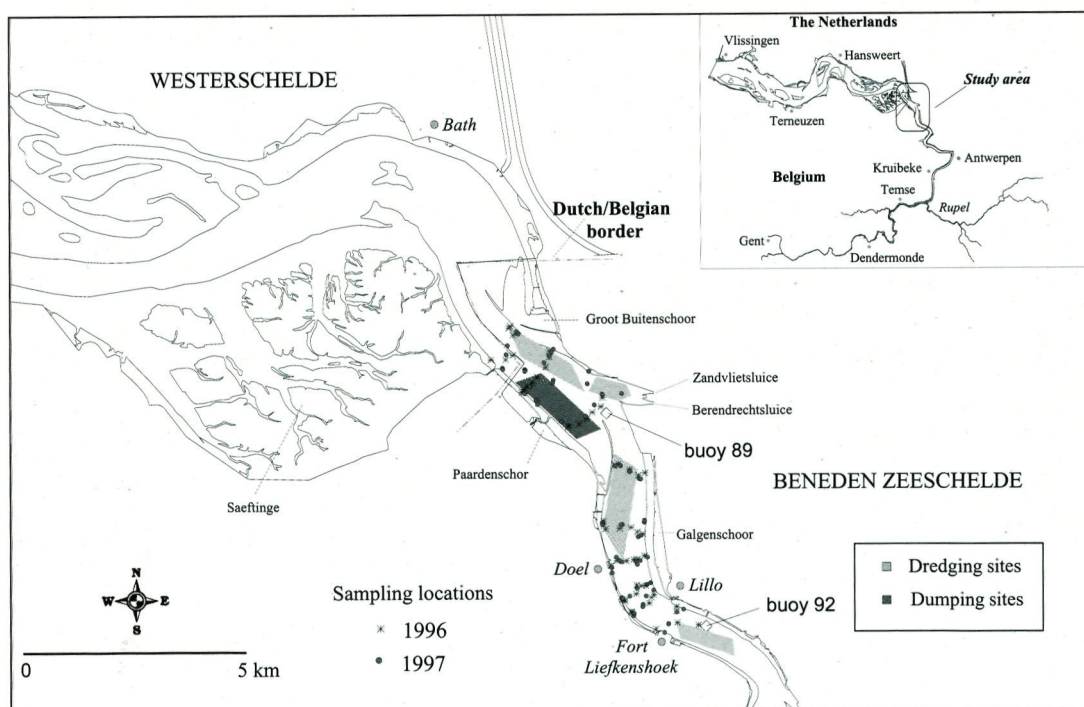 The Netherlands
Vlissingen
Hansweert
Study area
Terneuzen
Antwerpen
Kruibeke
Belgium
Temse
Rupel
Gent
Dendermonde
WESTERSCHELDE
Bath
Dutch/Belgian
border
Groot Buitenschoor
Zandvlietsluice
Berendrechtsluice
buoy 89
Paardenschor
Saeftinge
BENEDEN ZEESCHELDE
Galgenschoor
Doel
Lillo
buoy 92
Fort
Liefkenshoek
N
W E
S
0 5 km
Sampling locations
1996
1997
Dredging sites
Dumping sites